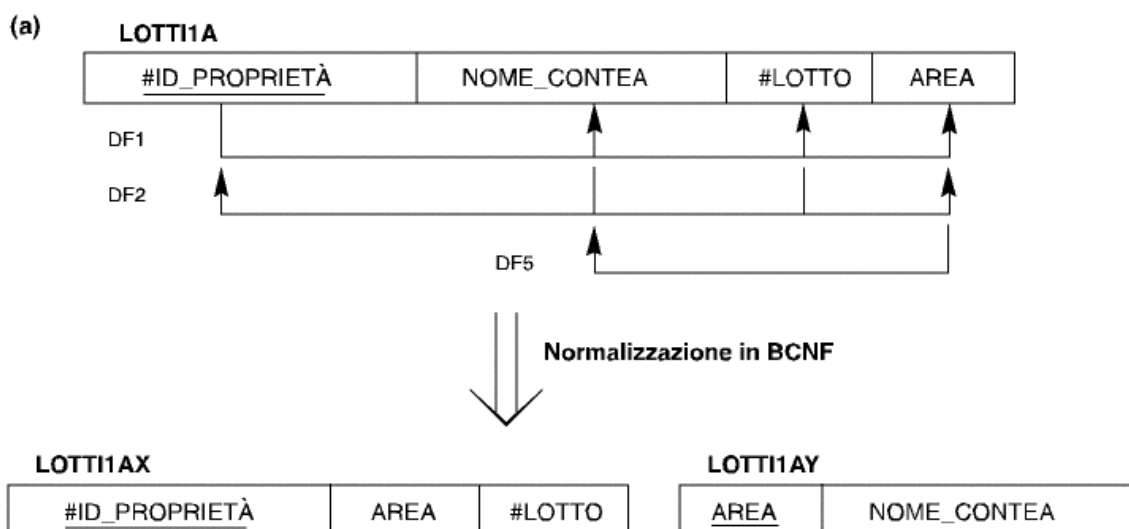 (a)
LOTTI1A
#ID_PROPRIETÀ NOME_CONTEA #LOTTO AREA
DF1
DF2
DF5
Normalizzazione in BCNF
LOTTI1AX LOTTI1AY
#ID_PROPRIETÀ AREA #LOTTO AREA NOME_CONTEA